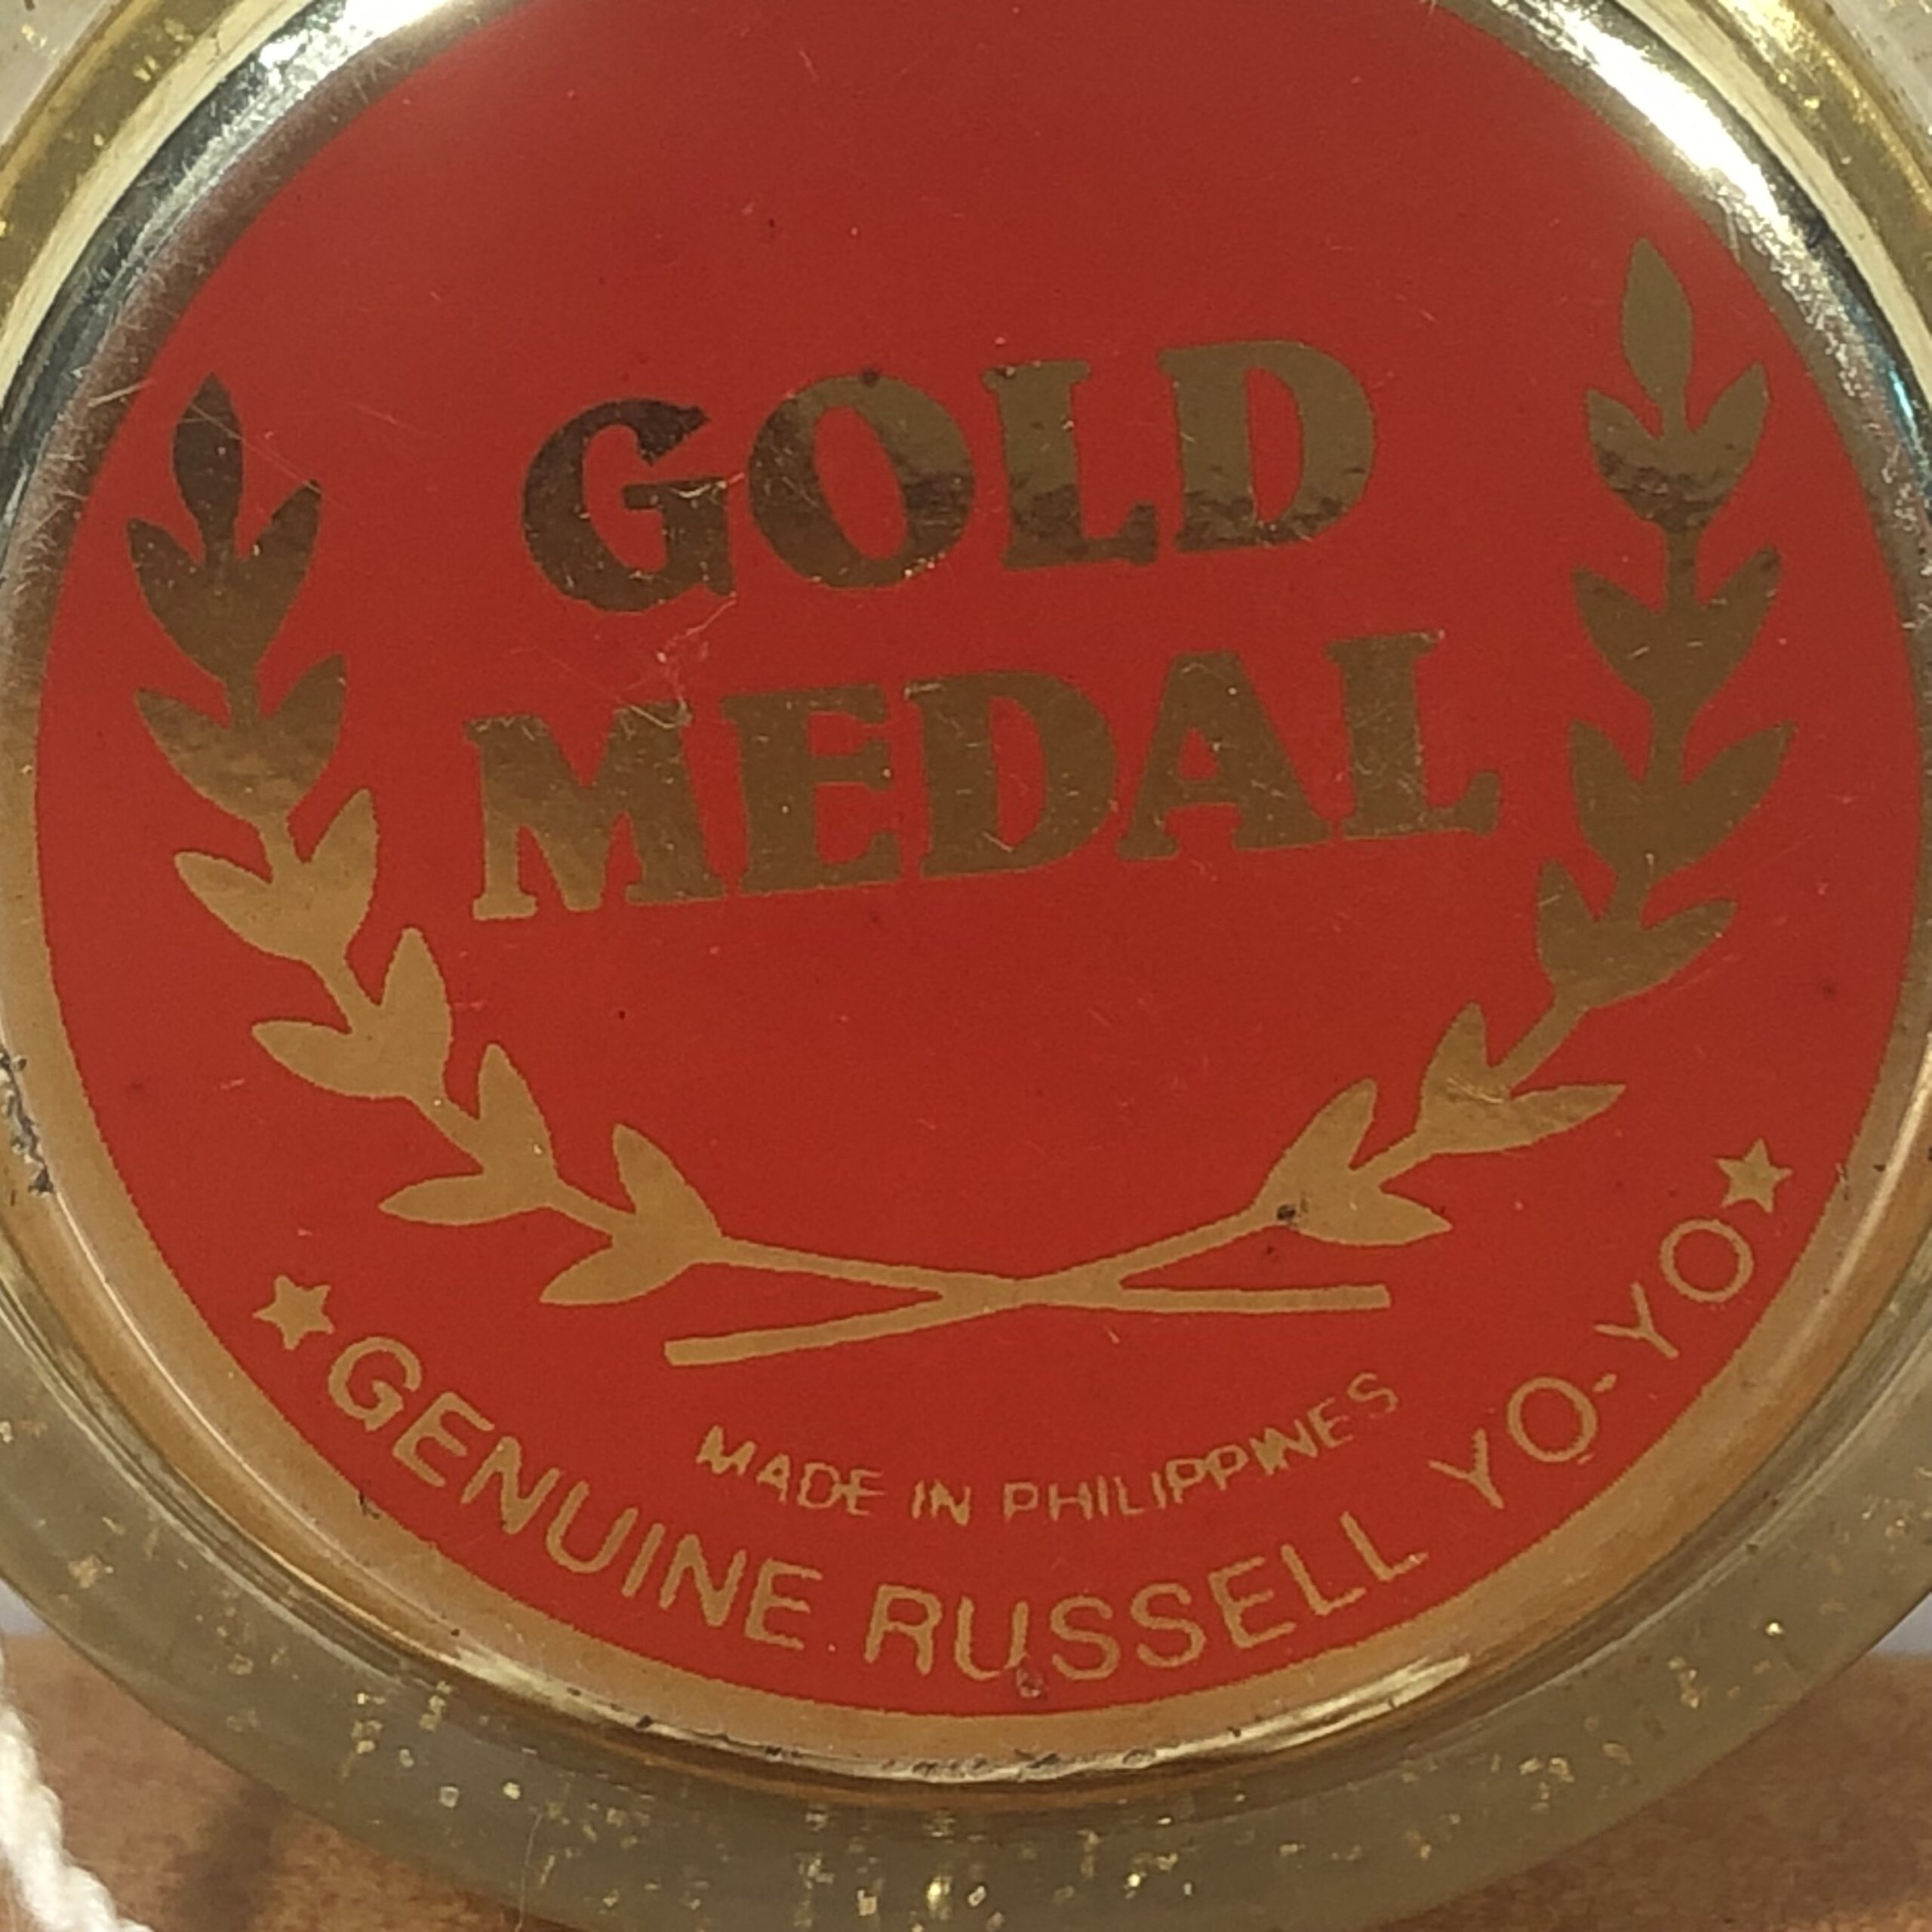 GOLD
MEDAL
MADE IN PHILIPPINES
GENUINE RUSSELL YO-YO